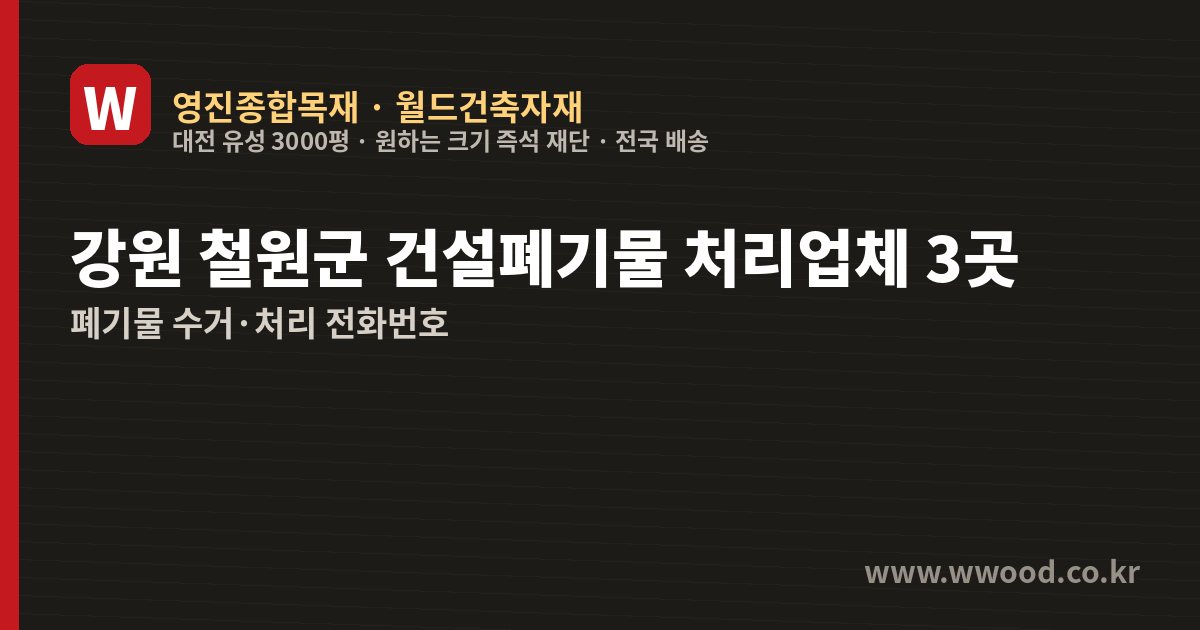 W
영진종합목재 · 월드건축자재
대전 유성 3000평 · 원하는 크기 즉석 재단 · 전국 배송
강원 철원군 건설폐기물 처리업체 3곳
폐기물 수거·처리 전화번호
www.wwood.co.kr